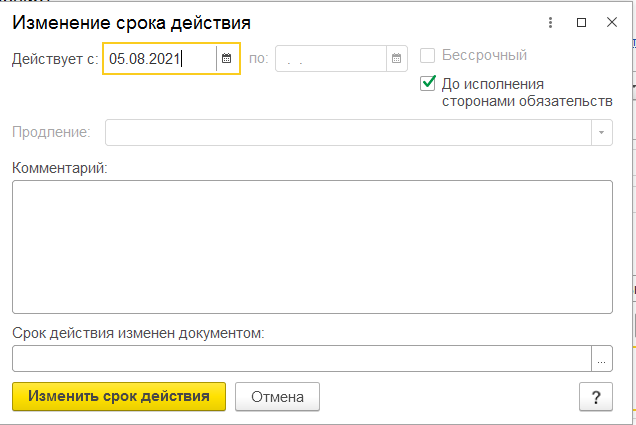 Изменение срока действия
Действует с: 05.08.2021 по: . . Бессрочный
До исполнения
сторонами обязательств
Продление:
Комментарий:
Срок действия изменен документом:
...
Изменить срок действия Отмена ?